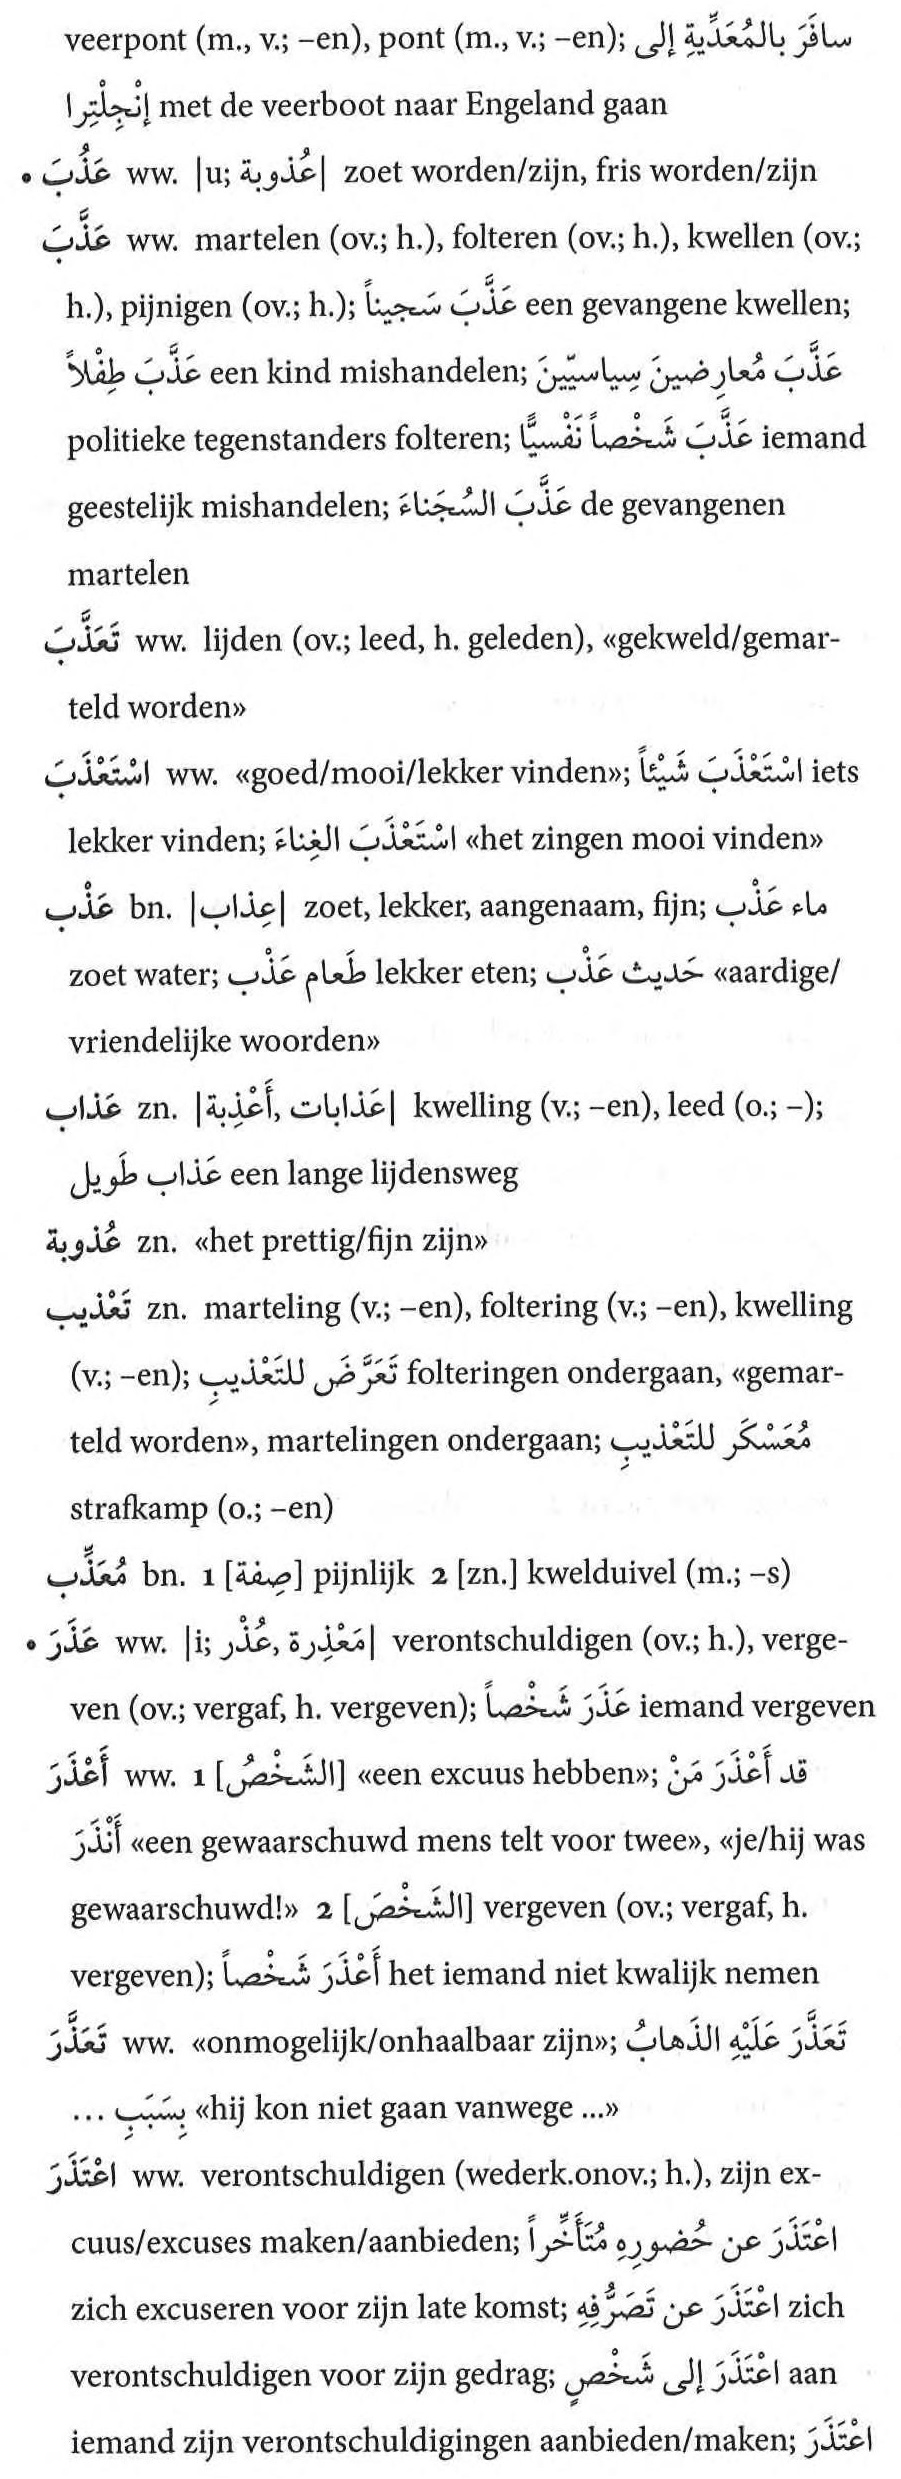 veerpont (m., v.; –en), pont (m., v.; –en); سافَرَ بالمُعَدِّيةِ إلى
إنْجِلْتِرا met de veerboot naar Engeland gaan
• عَذُبَ ww. |u; عُذوبة| zoet worden/zijn, fris worden/zijn
عَذَّبَ ww. martelen (ov.; h.), folteren (ov.; h.), kwellen (ov.;
h.), pijnigen (ov.; h.); عَذَّبَ سَجيناً een gevangene kwellen;
عَذَّبَ طِفْلاً een kind mishandelen; عَذَّبَ مُعارِضينَ سِياسيّينَ
politieke tegenstanders folteren; عَذَّبَ شَخْصاً نَفْسيًّا iemand
geestelijk mishandelen; عَذَّبَ السُجَناءَ de gevangenen
martelen
تَعَذَّبَ ww. lijden (ov.; leed, h. geleden), «gekweld/gemar-
teld worden»
اسْتَعْذَبَ ww. «goed/mooi/lekker vinden»; اسْتَعْذَبَ شَيْئاً iets
lekker vinden; اسْتَعْذَبَ الغِناءَ «het zingen mooi vinden»
عَذْب bn. |عِذاب| zoet, lekker, aangenaam, fijn; ماء عَذْب
zoet water; طَعام عَذْب lekker eten; حَديث عَذْب «aardige/
vriendelijke woorden»
عَذاب zn. |أَعْذِبة, عَذابات| kwelling (v.; –en), leed (o.; –);
عَذاب طَويل een lange lijdensweg
عُذوبة zn. «het prettig/fijn zijn»
تَعْذيب zn. marteling (v.; –en), foltering (v.; –en), kwelling
(v.; –en); تَعَرَّضَ للتَعْذيبِ folteringen ondergaan, «gemar-
teld worden», martelingen ondergaan; مُعَسْكَر للتَعْذيبِ
strafkamp (o.; –en)
مُعَذِّب bn. 1 [صِفة] pijnlijk 2 [zn.] kwelduivel (m.; –s)
• عَذَرَ ww. |i; عُذْر, مَعْذِرة| verontschuldigen (ov.; h.), verge-
ven (ov.; vergaf, h. vergeven); عَذَرَ شَخْصاً iemand vergeven
أَعْذَرَ ww. 1 [الشَخْصُ] «een excuus hebben»; قد أَعْذَرَ مَنْ
أَنْذَرَ «een gewaarschuwd mens telt voor twee», «je/hij was
gewaarschuwd!» 2 [الشَخْصَ] vergeven (ov.; vergaf, h.
vergeven); أَعْذَرَ شَخْصاً het iemand niet kwalijk nemen
تَعَذَّرَ ww. «onmogelijk/onhaalbaar zijn»; تَعَذَّرَ عَلَيْهِ الذَهابُ
... بِسَبَبِ «hij kon niet gaan vanwege ...»
اعْتَذَرَ ww. verontschuldigen (wederk.onov.; h.), zijn ex-
cuus/excuses maken/aanbieden; اعْتَذَرَ عن حُضورِهِ مُتَأَخِّراً
zich excuseren voor zijn late komst; اعْتَذَرَ عن تَصَرُّفِهِ zich
verontschuldigen voor zijn gedrag; اعْتَذَرَ إلى شَخْصٍ aan
iemand zijn verontschuldigingen aanbieden/maken; اعْتَذَرَ